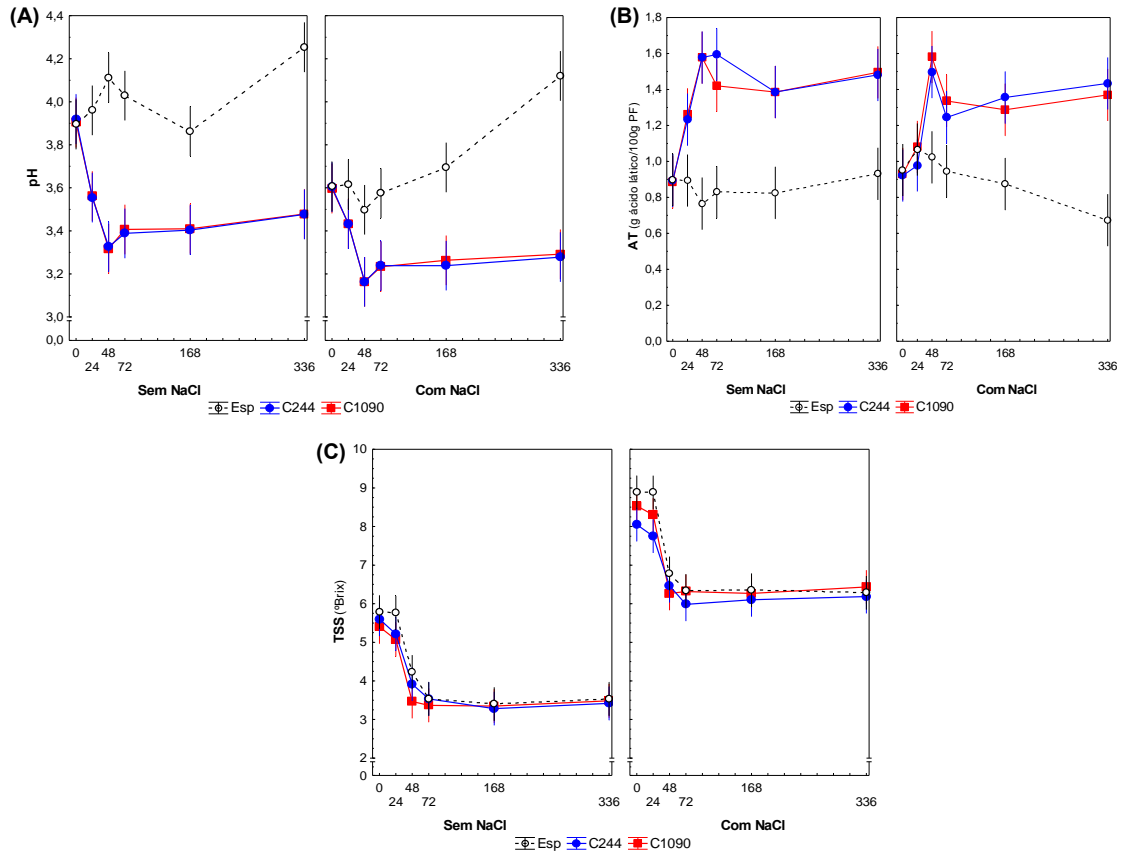 (A)
4,4
4,2
4,0
3,8
3,6
3,4
3,2
3,0
0,0
pH
0 48 168
24 72 336
Sem NaCl
0 48 168
24 72 336
Com NaCl
Esp C244 C1090
(B)
1,8
1,6
1,4
1,2
1,0
0,8
0,6
0,4
0,2
0,0
AT (g ácido lático/100g PF)
0 48 168
24 72 336
Sem NaCl
0 48 168
24 72 336
Com NaCl
Esp C244 C1090
(C)
10
9
8
7
6
5
4
3
2
0
TSS (ºBrix)
0 48 168
24 72 336
Sem NaCl
0 48 168
24 72 336
Com NaCl
Esp C244 C1090